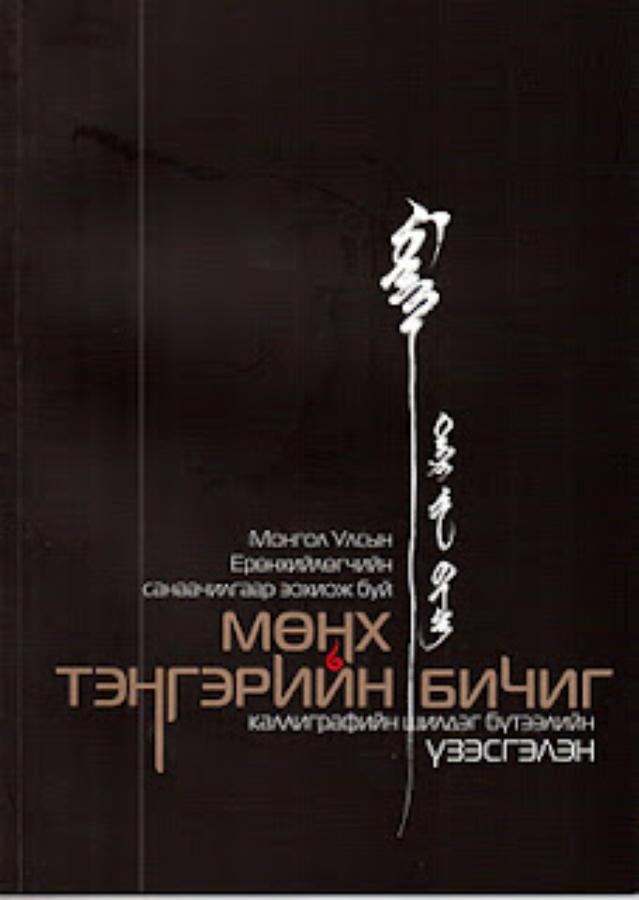 Монгол Улсын
Ерөнхийлөгчийн
санаачилгаар зохиож буй
МӨНХ
ТЭНГЭРИЙН БИЧИГ
каллиграфийн шилдэг бүтээлийн
ҮЗЭСГЭЛЭН